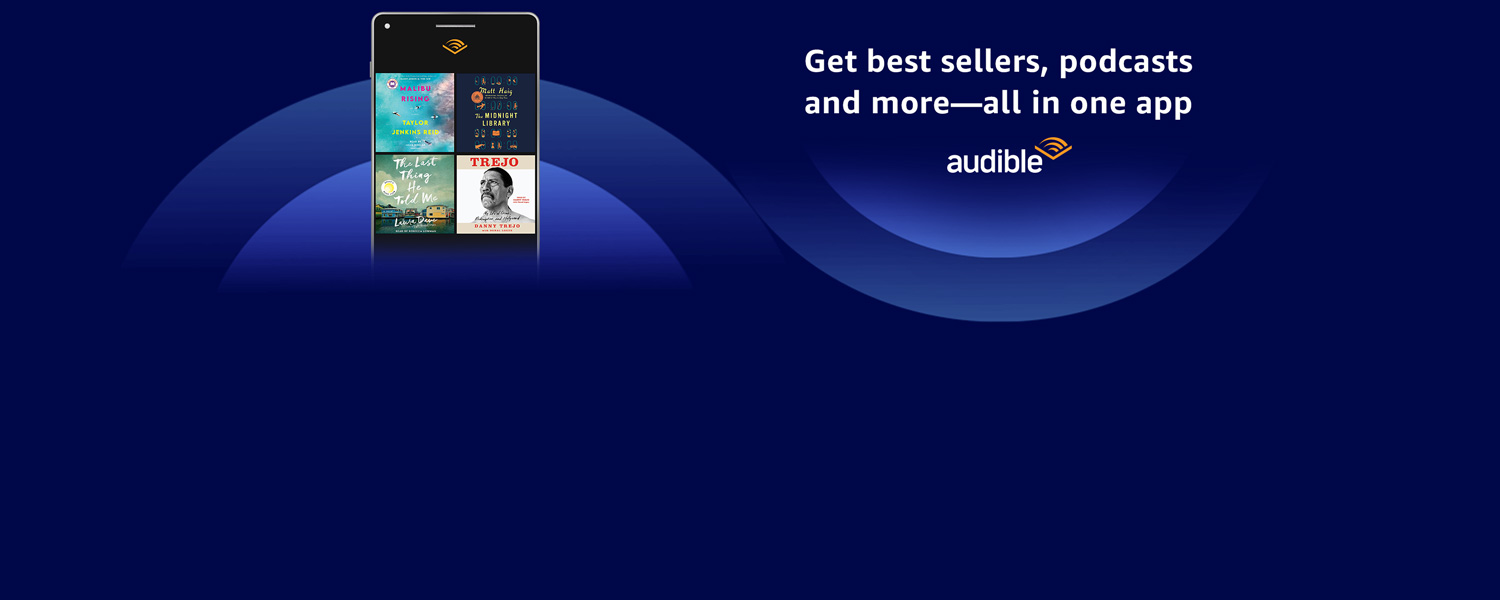 MALIBU
RISING
TAYLOR
JENKINS REID
Matt Haig
The MIDNIGHT
LIBRARY
The Last
Thing
He
Told Me
Laura Dave
TREJO
DANNY TREJO
Get best sellers, podcasts
and more—all in one app
audible